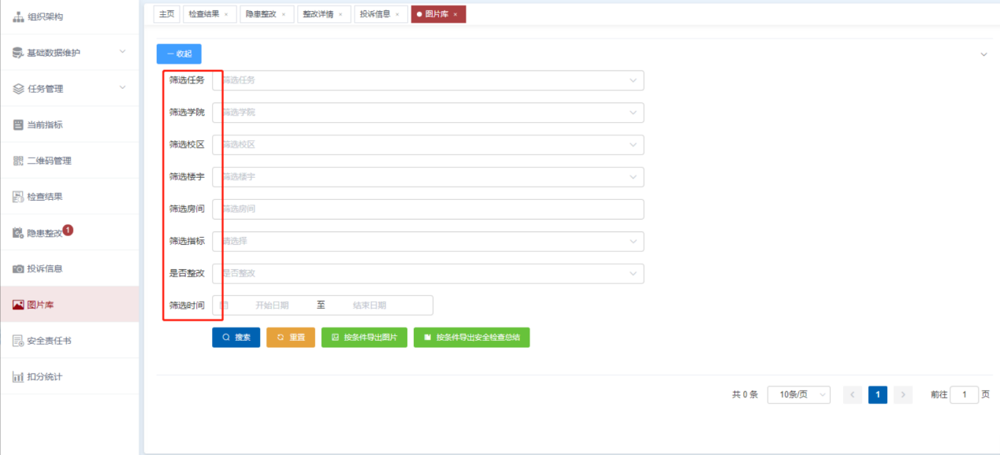 组织架构
基础数据维护
任务管理
当前指标
二维码管理
检查结果
隐患整改 1
投诉信息
图片库
安全责任书
扣分统计
主页 检查结果 × 隐患整改 × 整改详情 × 投诉信息 × 图片库 ×
一 收起
筛选任务 筛选任务
筛选学院 筛选学院
筛选校区 筛选校区
筛选楼宇 筛选楼宇
筛选房间 筛选房间
筛选指标 请选择
是否整改 是否整改
筛选时间 开始日期 至 结束日期
搜索 重置 按条件导出图片 按条件导出安全检查总结
共 0 条 10条/页 < 1 > 前往 1 页